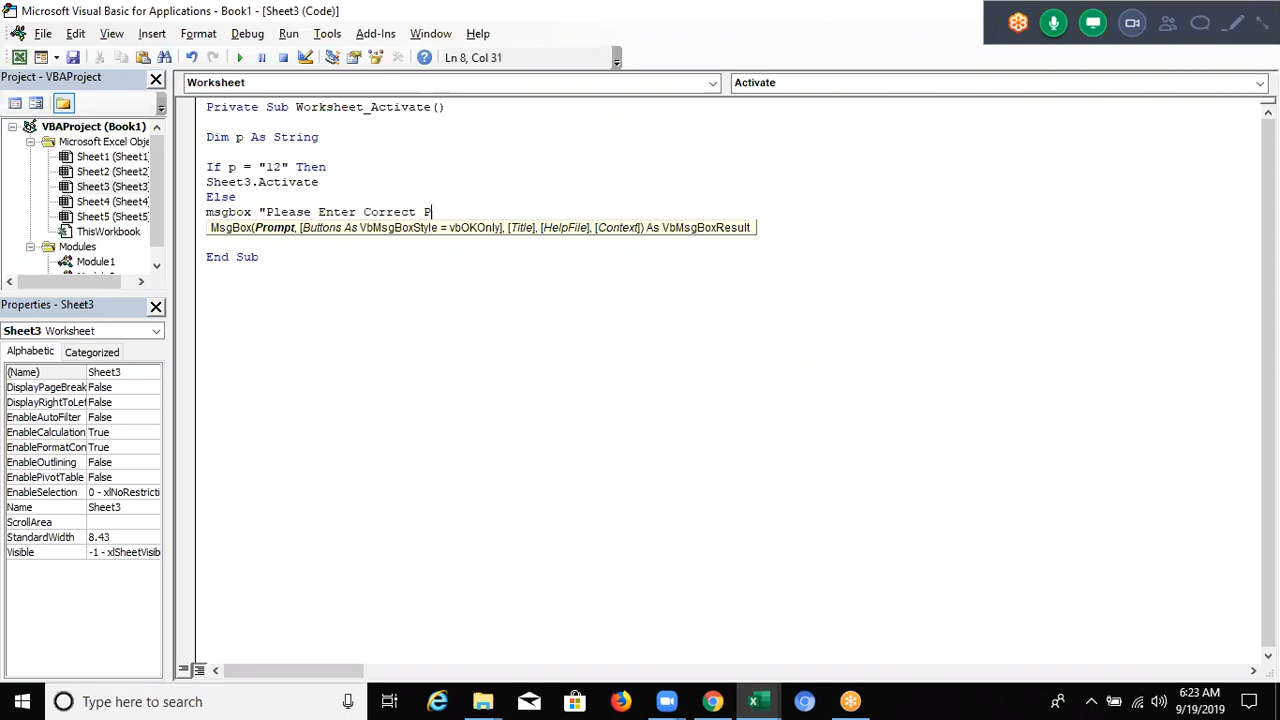 Microsoft Visual Basic for Applications - Book1 - [Sheet3 (Code)]
File Edit View Insert Format Debug Run Tools Add-Ins Window Help
Ln 8, Col 31
Project - VBAProject
Worksheet
Activate
VBAProject (Book1)
Microsoft Excel Obje
Sheet1 (Sheet1)
Sheet2 (Sheet2)
Sheet3 (Sheet3)
Sheet4 (Sheet4)
Sheet5 (Sheet5)
ThisWorkbook
Modules
Module1
Private Sub Worksheet_Activate()
Dim p As String
If p = "12" Then
Sheet3.Activate
Else
msgbox "Please Enter Correct P
MsgBox(Prompt, [Buttons As VbMsgBoxStyle = vbOKOnly], [Title], [HelpFile], [Context]) As VbMsgBoxResult
End Sub
Properties - Sheet3
Sheet3 Worksheet
Alphabetic Categorized
(Name) Sheet3
DisplayPageBreak False
DisplayRightToLef False
EnableAutoFilter False
EnableCalculation True
EnableFormatCon True
EnableOutlining False
EnablePivotTable False
EnableSelection 0 - xlNoRestricti
Name Sheet3
ScrollArea
StandardWidth 8.43
Visible -1 - xlSheetVisib
Type here to search
6:23 AM
9/19/2019